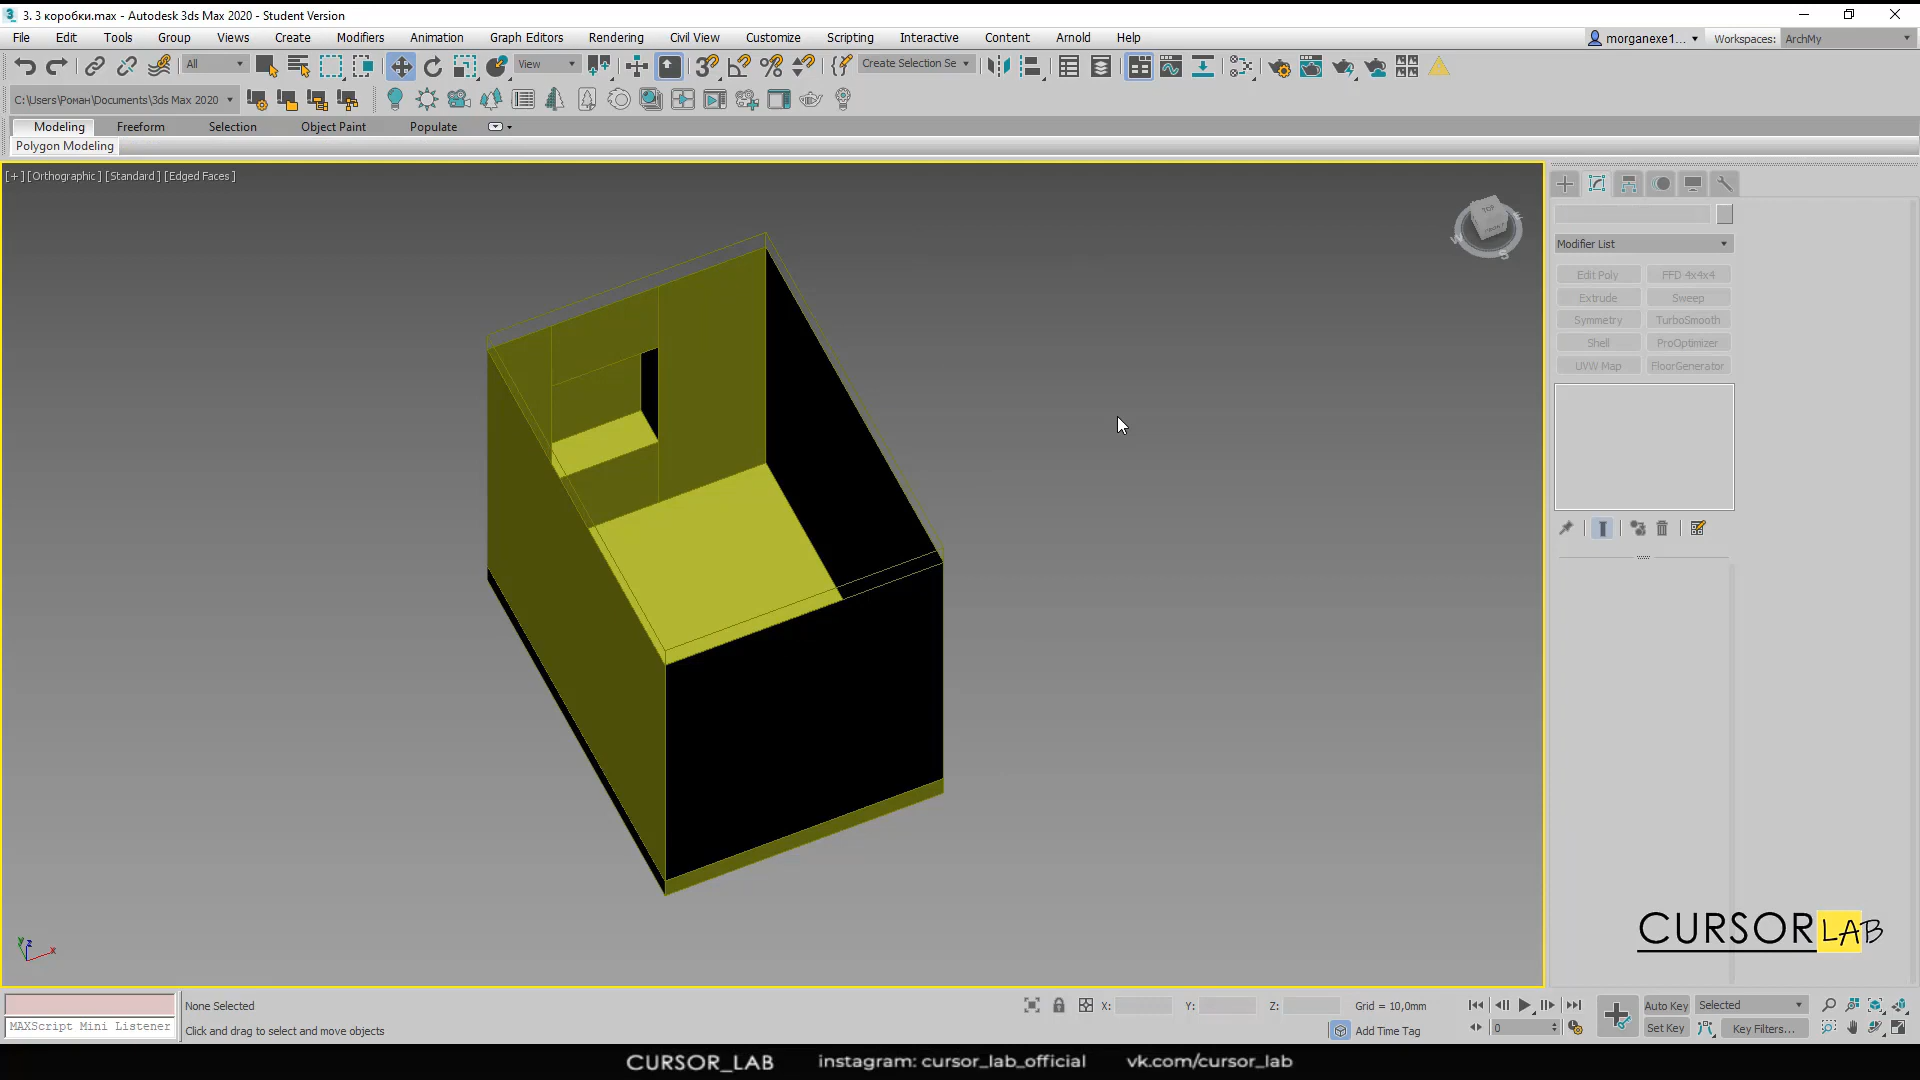 3. 3 коробки.max - Autodesk 3ds Max 2020 - Student Version
File Edit Tools Group Views Create Modifiers Animation Graph Editors Rendering Civil View Customize Scripting Interactive Content Arnold Help
morganexe1... Workspaces: ArchMy
All View Create Selection Se
C:\Users\Роман\Documents\3ds Max 2020
Modeling Freeform Selection Object Paint Populate
Polygon Modeling
[+] [Orthographic] [Standard] [Edged Faces]
TOP
W
S
Modifier List
Edit Poly FFD 4x4x4
Extrude Sweep
Symmetry TurboSmooth
Shell ProOptimizer
UVW Map FloorGenerator
CURSOR LAB
y z x
None Selected X: Y: Z: Grid = 10,0mm Auto Key Selected
MAXScript Mini Listener Click and drag to select and move objects Add Time Tag 0 Set Key Key Filters...
CURSOR_LAB instagram: cursor_lab_official vk.com/cursor_lab